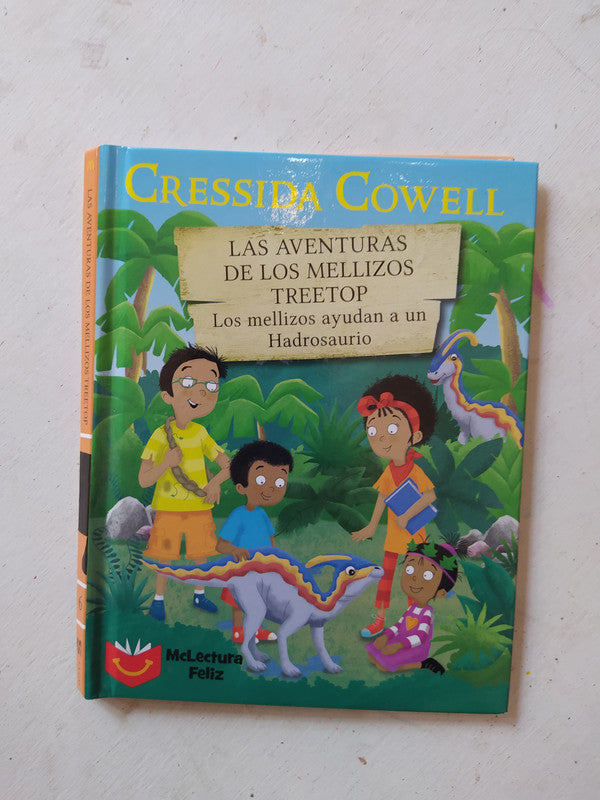 CRESSIDA COWELL
LAS AVENTURAS
DE LOS MELLIZOS
TREETOP
Los mellizos ayudan a un
Hadrosaurio
McLectura
Feliz
LAS AVENTURAS DE LOS MELLIZOS TREETOP
6